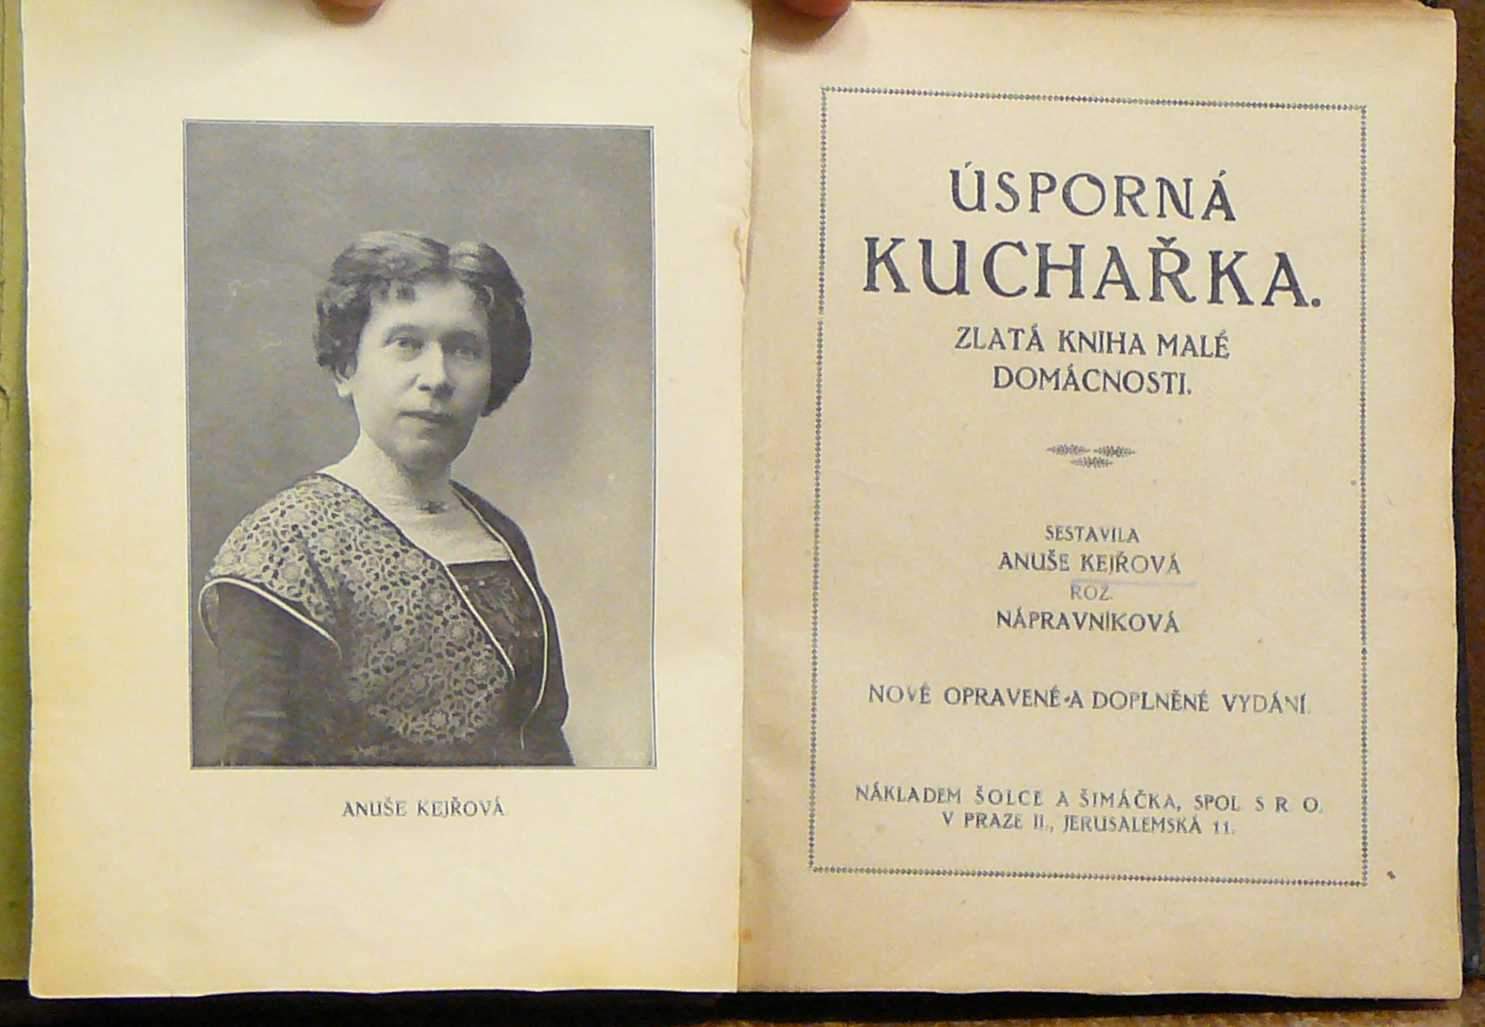 ANUŠE KEJŘOVÁ
ÚSPORNÁ
KUCHAŘKA.
ZLATÁ KNIHA MALÉ
DOMÁCNOSTI.
SESTAVILA
ANUŠE KEJŘOVÁ
ROZ.
NÁPRAVNÍKOVÁ
NOVÉ OPRAVENÉ A DOPLNĚNÉ VYDÁNÍ.
NÁKLADEM ŠOLCE A ŠIMÁČKA, SPOL S R O.
V PRAZE II., JERUSALEMSKÁ 11.